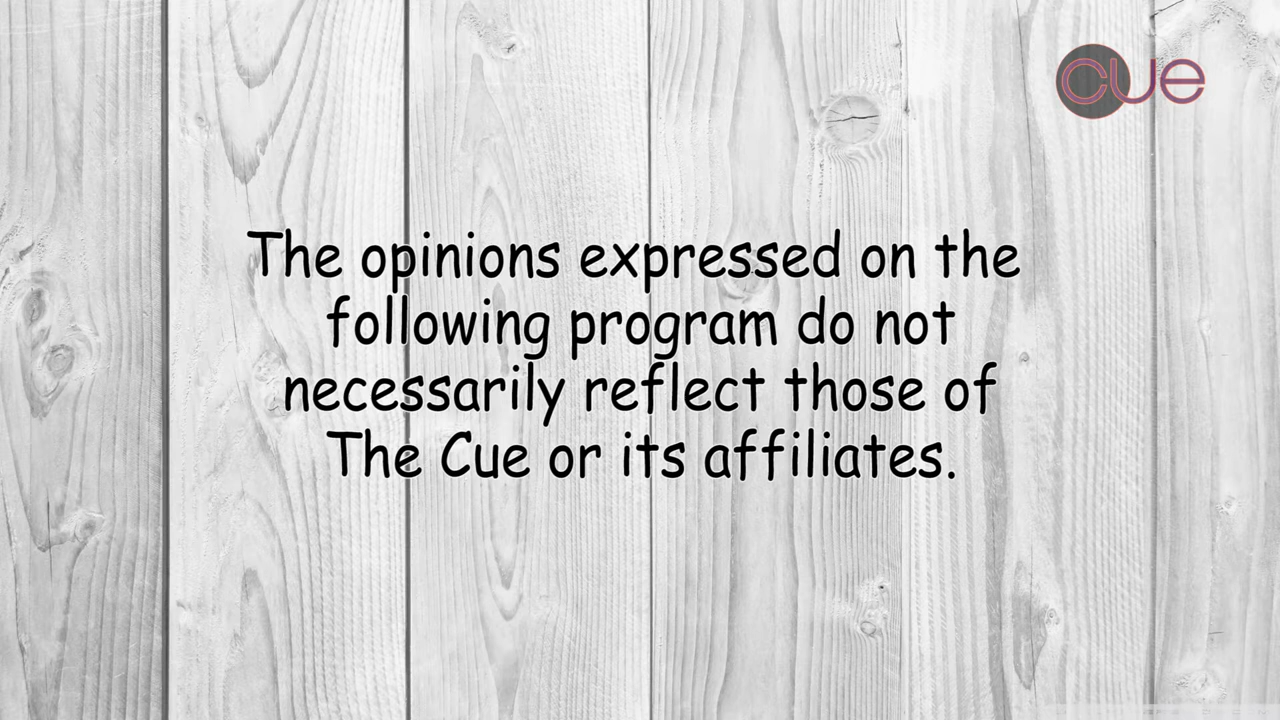 cue
The opinions expressed on the
following program do not
necessarily reflect those of
The Cue or its affiliates.